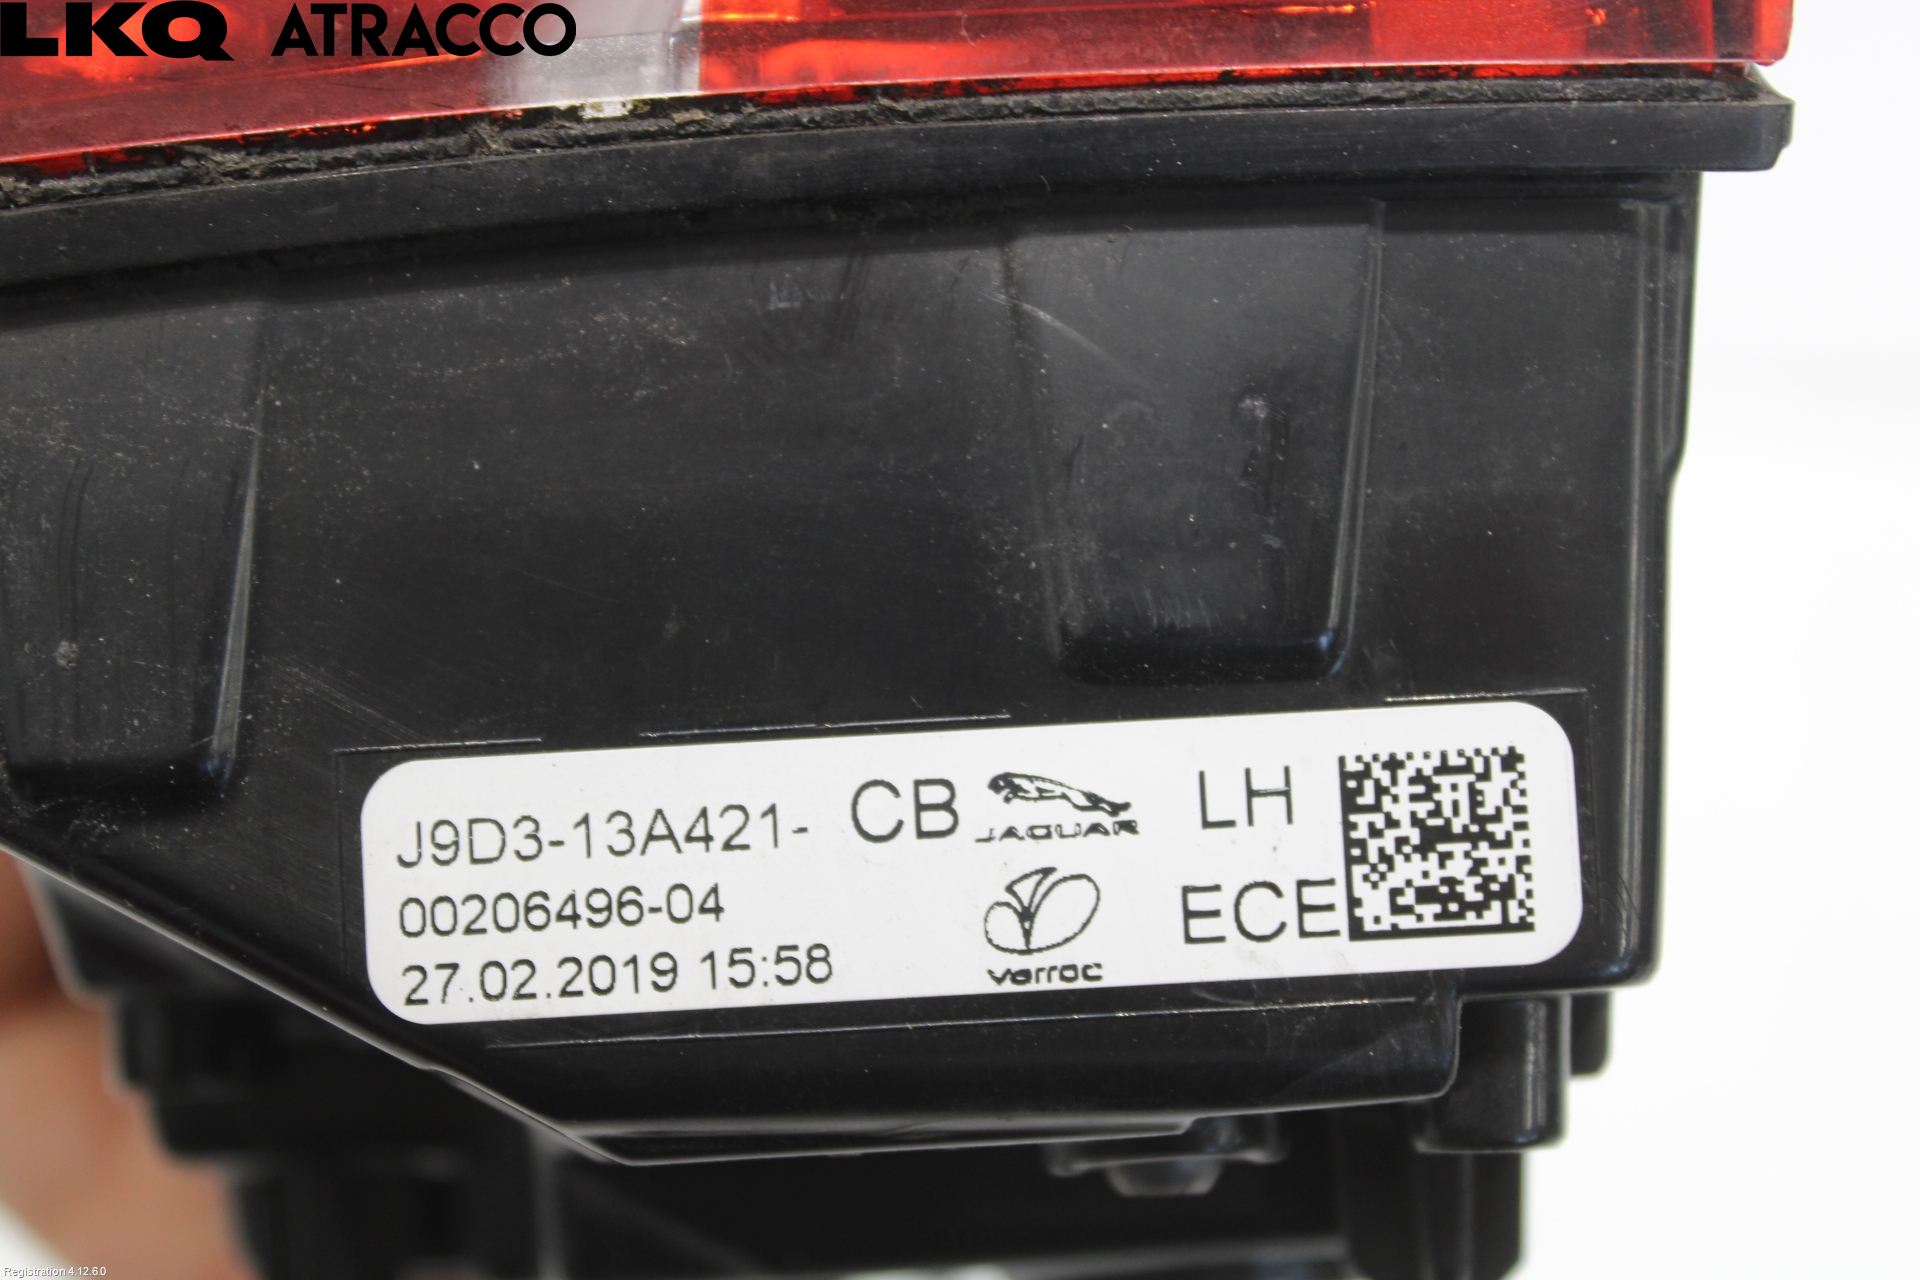 LKQ ATRACCO
J9D3-13A421- CB JAGUAR LH
00206496-04 ECE
27.02.2019 15:58 varroc
Registration 4.12.6.0